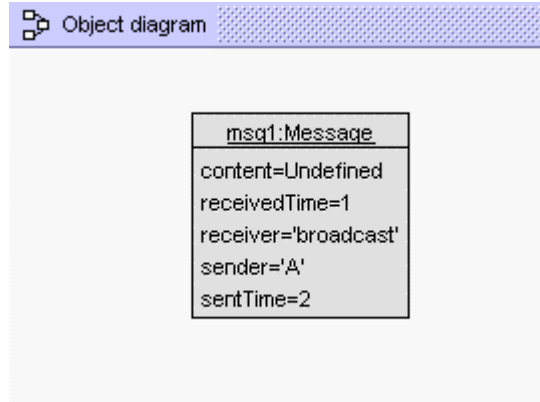 Object diagram
msg1:Message
content=Undefined
receivedTime=1
receiver='broadcast'
sender='A'
sentTime=2